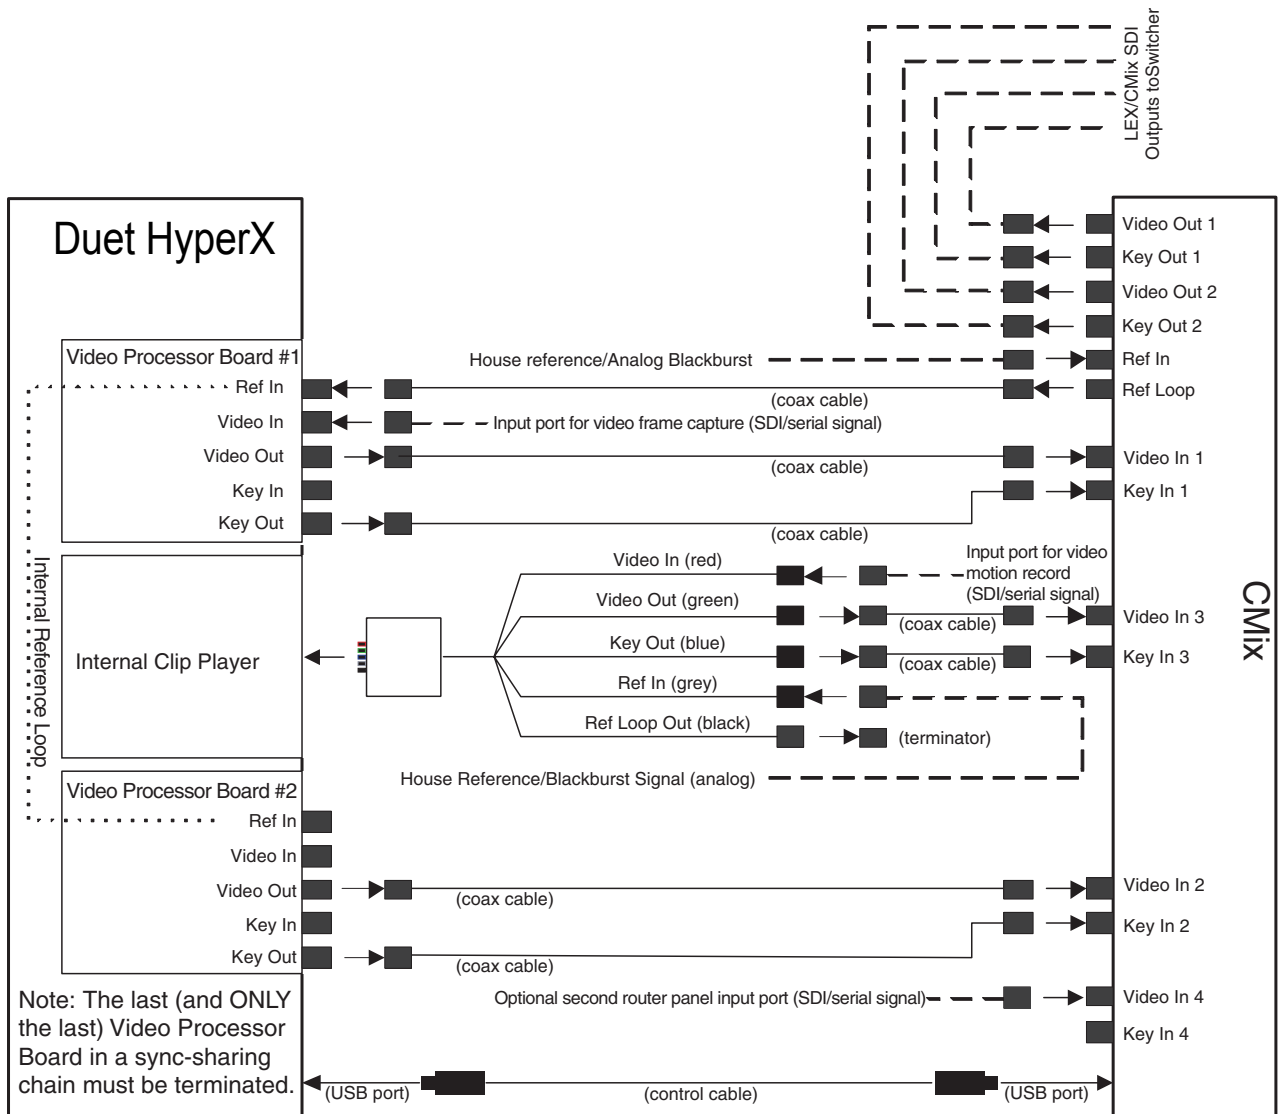 LEX/CMix SDI
Outputs toSwitcher
Duet HyperX
Video Out 1
Key Out 1
Video Out 2
Key Out 2
Video Processor Board #1
House reference/Analog Blackburst
Ref In
Ref In
(coax cable)
Ref Loop
Video In
Input port for video frame capture (SDI/serial signal)
Video Out
(coax cable)
Video In 1
Key In
Key In 1
Key Out
(coax cable)
Internal Reference Loop
Internal Clip Player
Video In (red)
Input port for video
motion record
(SDI/serial signal)
Video Out (green)
(coax cable)
Video In 3
Key Out (blue)
(coax cable)
Key In 3
Ref In (grey)
Ref Loop Out (black)
(terminator)
House Reference/Blackburst Signal (analog)
CMix
Video Processor Board #2
Ref In
Video In
Video Out
(coax cable)
Video In 2
Key In
Key In 2
Key Out
(coax cable)
Note: The last (and ONLY
the last) Video Processor
Board in a sync-sharing
chain must be terminated.
Optional second router panel input port (SDI/serial signal)
Video In 4
Key In 4
(USB port)
(control cable)
(USB port)